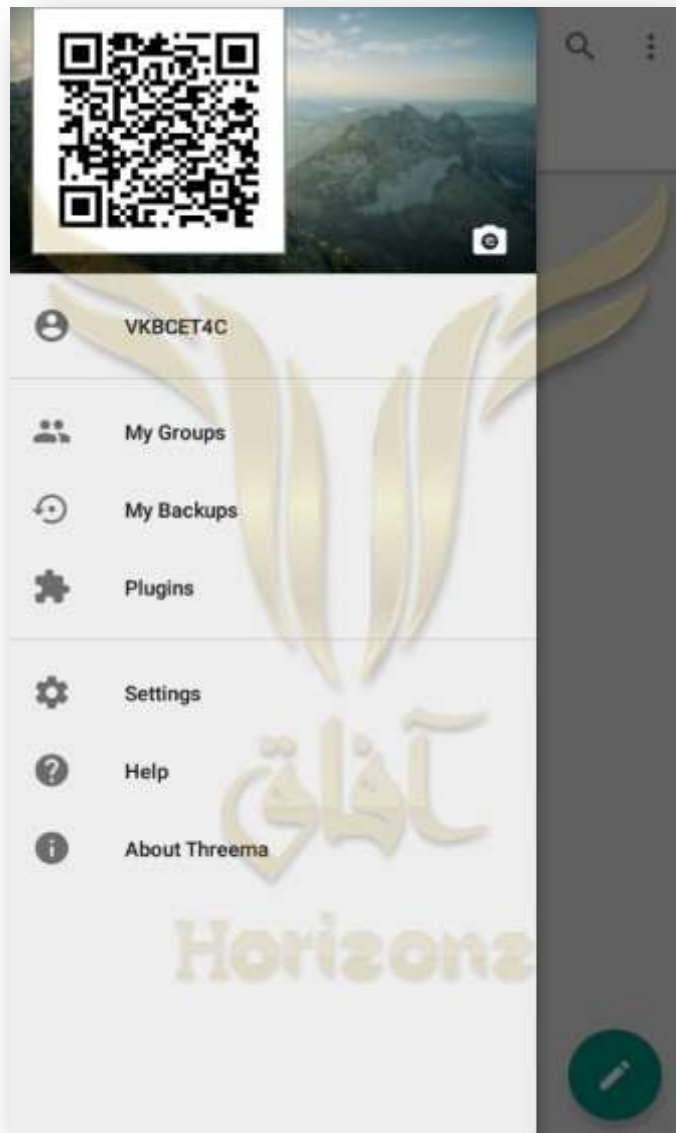 VKBCET4C
My Groups
My Backups
Plugins
Settings
Help
About Threema
آفاق
Horizons